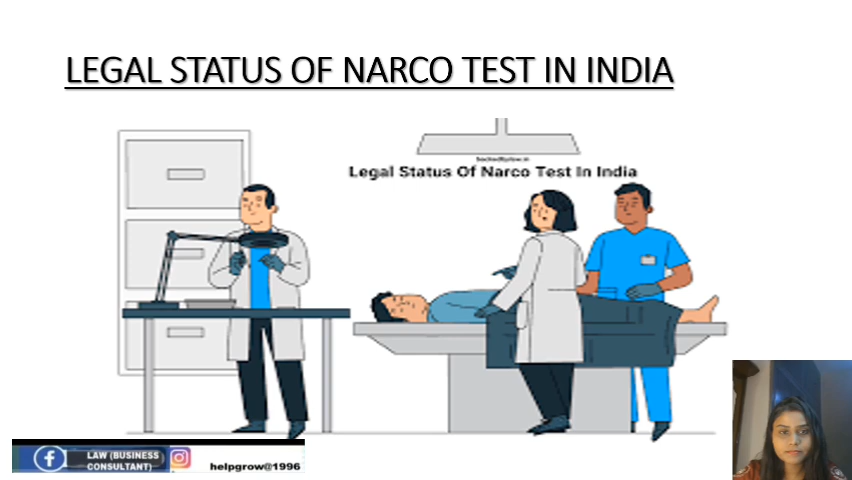 LEGAL STATUS OF NARCO TEST IN INDIA
Legal Status Of Narco Test In India
LAW (BUSINESS
CONSULTANT)
helpgrow@1996